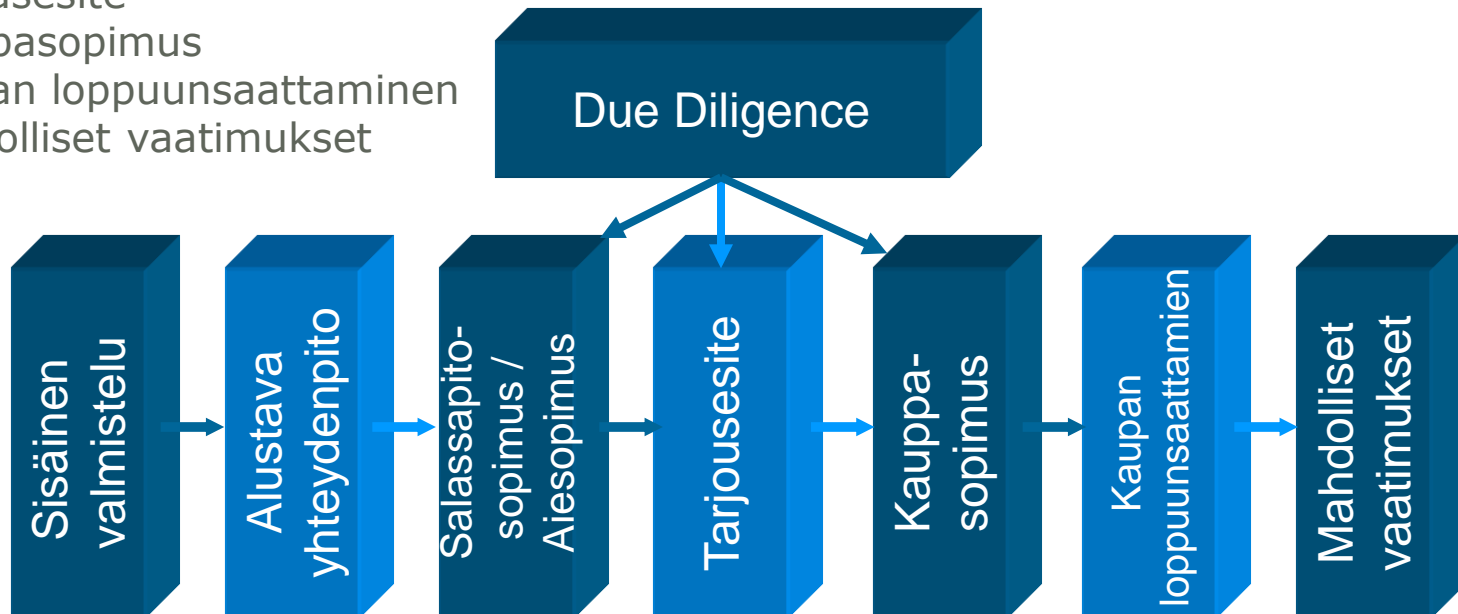 pasopimus
an loppuunsaattaminen
olliset vaatimukset
Due Diligence
Sisäinen
valmistelu
Alustava
yhteydenpito
Salassapito-
sopimus /
Aiesopimus
Tarjousesite
Kauppa-
sopimus
Kaupan
loppuunsaattamien
Mahdolliset
vaatimukset